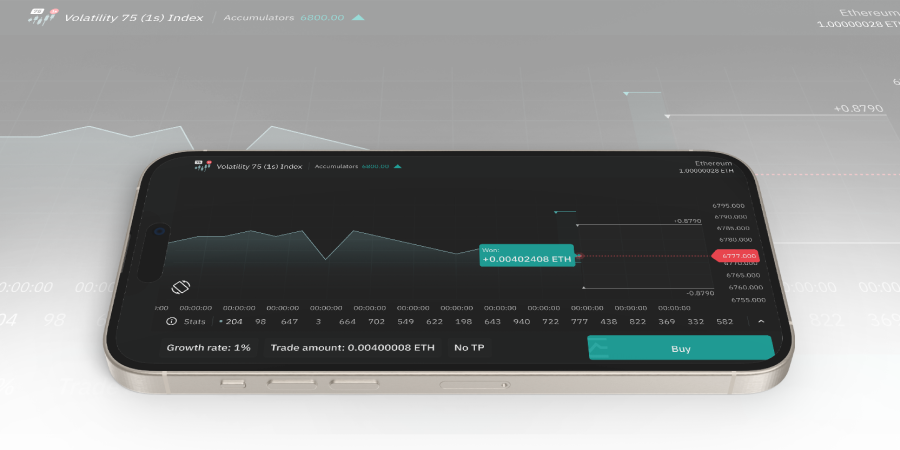 75 1s Volatility 75 (1s) Index Accumulators 6800.00
Ethereum
1.00000028 ETH
+0.8790
75 1s Volatility 75 (1s) Index Accumulators 6800.00
Ethereum
1.00000028 ETH
6795.000
+0.8790 6790.000
6785.000
6780.000
Won:
+0.00402408 ETH
6777.000
6770.000
6765.000
6760.000
-0.8790
6755.000
:00 00:00:00 00:00:00 00:00:00 00:00:00 00:00:00 00:00:00 00:00:00 00:00:00 00:00:00 00:00:00 00:00:00 00:00:00
Stats • 204 98 647 3 664 702 549 622 198 643 940 722 777 438 822 369 332 582
Growth rate: 1% Trade amount: 0.00400008 ETH No TP Buy
0:00:00 00:00
04 98
822 369